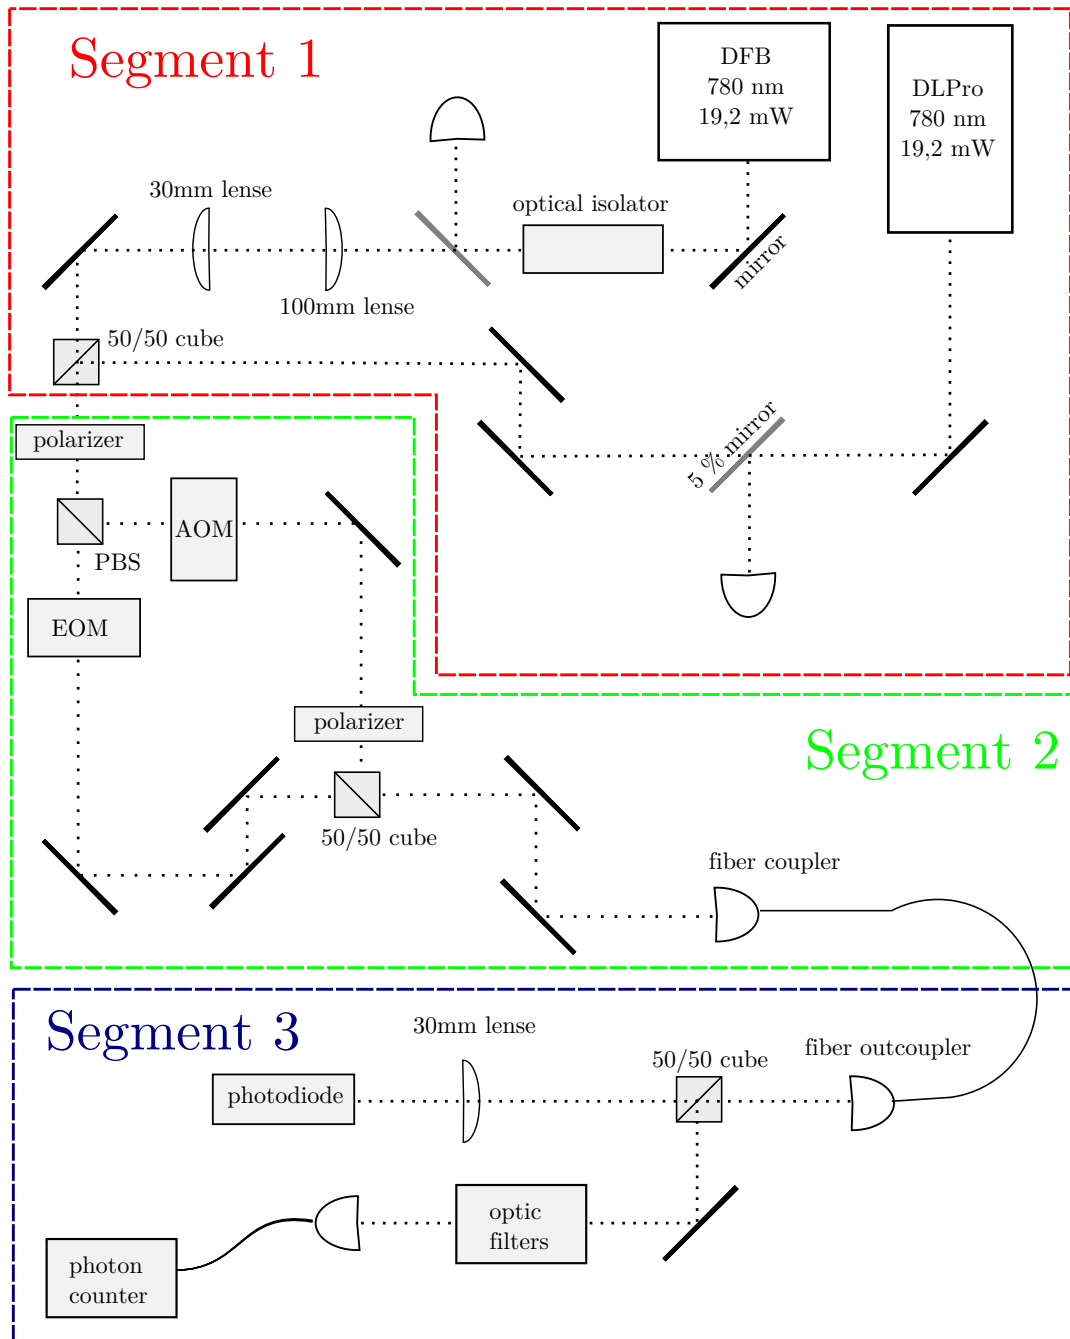 Segment 1
DFB
780 nm
19,2 mW
DLPro
780 nm
19,2 mW
30mm lense
optical isolator
mirror
100mm lense
50/50 cube
5 % mirror
polarizer
AOM
PBS
EOM
polarizer
Segment 2
50/50 cube
fiber coupler
Segment 3
30mm lense
50/50 cube
fiber outcoupler
photodiode
optic
filters
photon
counter